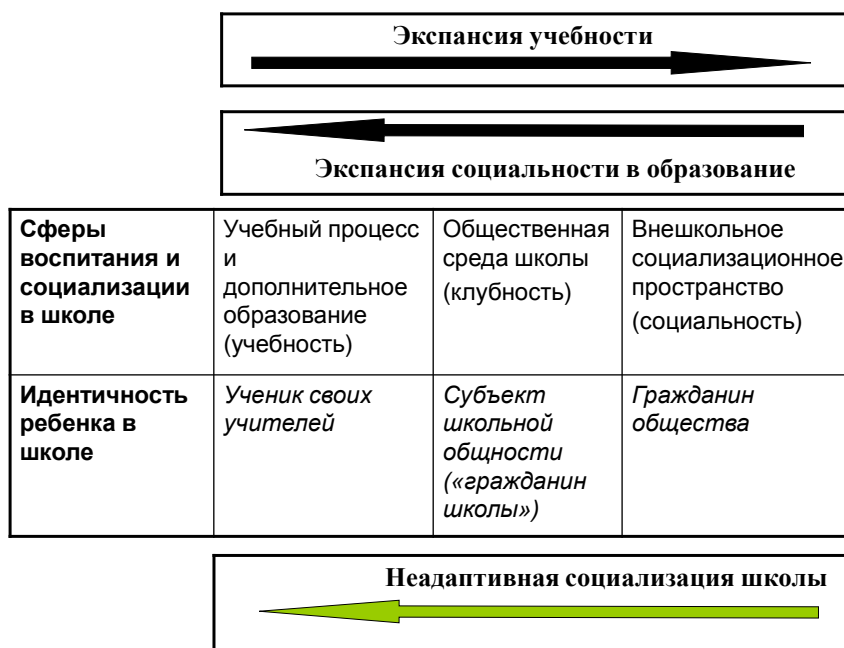 Экспансия учебности
Экспансия социальности в образование
Сферы
воспитания и
социализации
в школе
Учебный процесс
и
дополнительное
образование
(учебность)
Общественная
среда школы
(клубность)
Внешкольное
социализационное
пространство
(социальность)
Идентичность
ребенка в
школе
Ученик своих
учителей
Субъект
школьной
общности
(«гражданин
школы»)
Гражданин
общества
Неадаптивная социализация школы